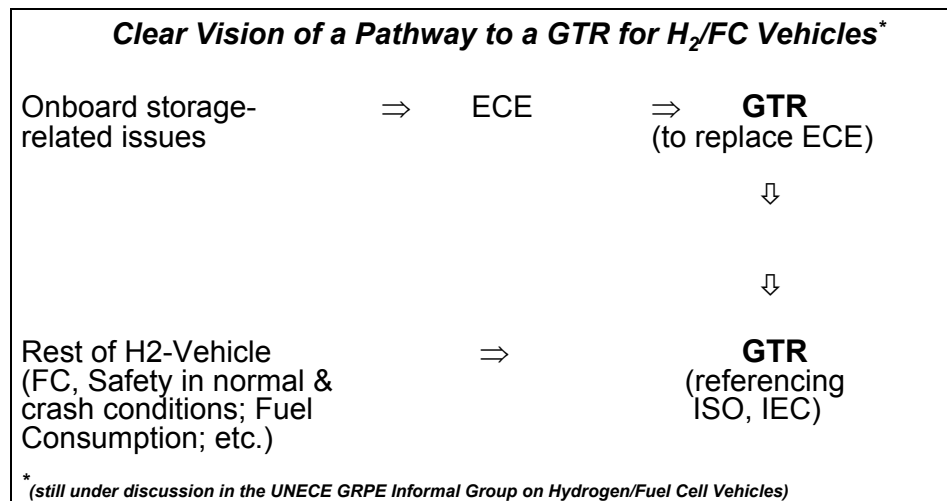 Clear Vision of a Pathway to a GTR for H₂/FC Vehicles*
Onboard storage- ⇒ ECE ⇒ GTR
related issues (to replace ECE)
⇩
⇩
Rest of H2-Vehicle ⇒ GTR
(FC, Safety in normal & (referencing
crash conditions; Fuel ISO, IEC)
Consumption; etc.)
*(still under discussion in the UNECE GRPE Informal Group on Hydrogen/Fuel Cell Vehicles)